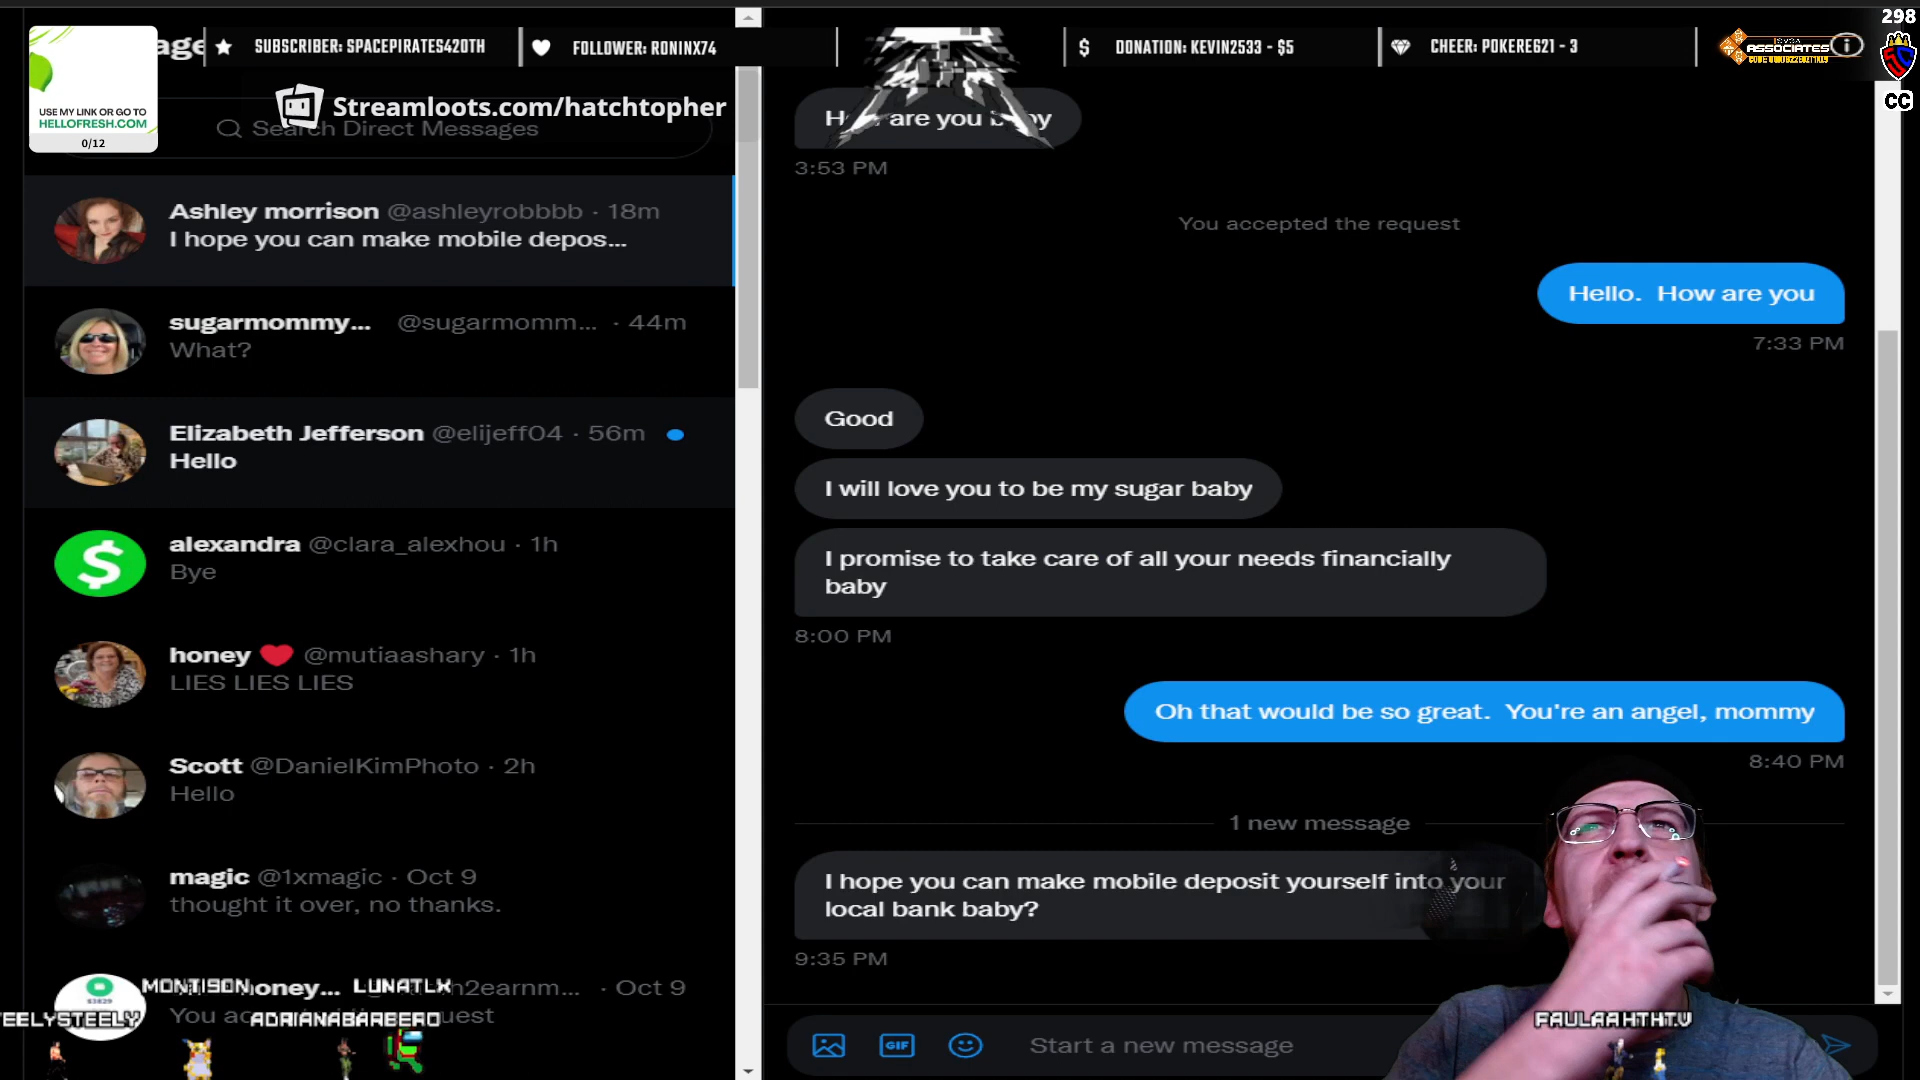 age
SUBSCRIBER: SPACEPIRATES420TH
FOLLOWER: RONINX74
$ DONATION: KEVIN2533 - $5
CHEER: POKERE621 - 3
ASSOCIATES
298
CC
USE MY LINK OR GO TO
HELLOFRESH.COM
0/12
Streamloots.com/hatchtopher
Search Direct Messages
Ashley morrison @ashleyrobbbb · 18m
I hope you can make mobile depos...
sugarmommy... @sugarmomm... · 44m
What?
Elizabeth Jefferson @elijeff04 · 56m
Hello
$
alexandra @clara_alexhou · 1h
Bye
honey ❤ @mutiaashary · 1h
LIES LIES LIES
Scott @DanielKimPhoto · 2h
Hello
magic @1xmagic · Oct 9
thought it over, no thanks.
oney... h2earnm... · Oct 9
You ac uest
MONTISON
LUNATLX
TEELYSTEELY
ADRIANABARBERO
are you
3:53 PM
You accepted the request
Hello.  How are you
7:33 PM
Good
I will love you to be my sugar baby
I promise to take care of all your needs financially
baby
8:00 PM
Oh that would be so great.  You're an angel, mommy
8:40 PM
1 new message
I hope you can make mobile deposit yourself into your
local bank baby?
9:35 PM
GIF
Start a new message
PAULAAHTHTV